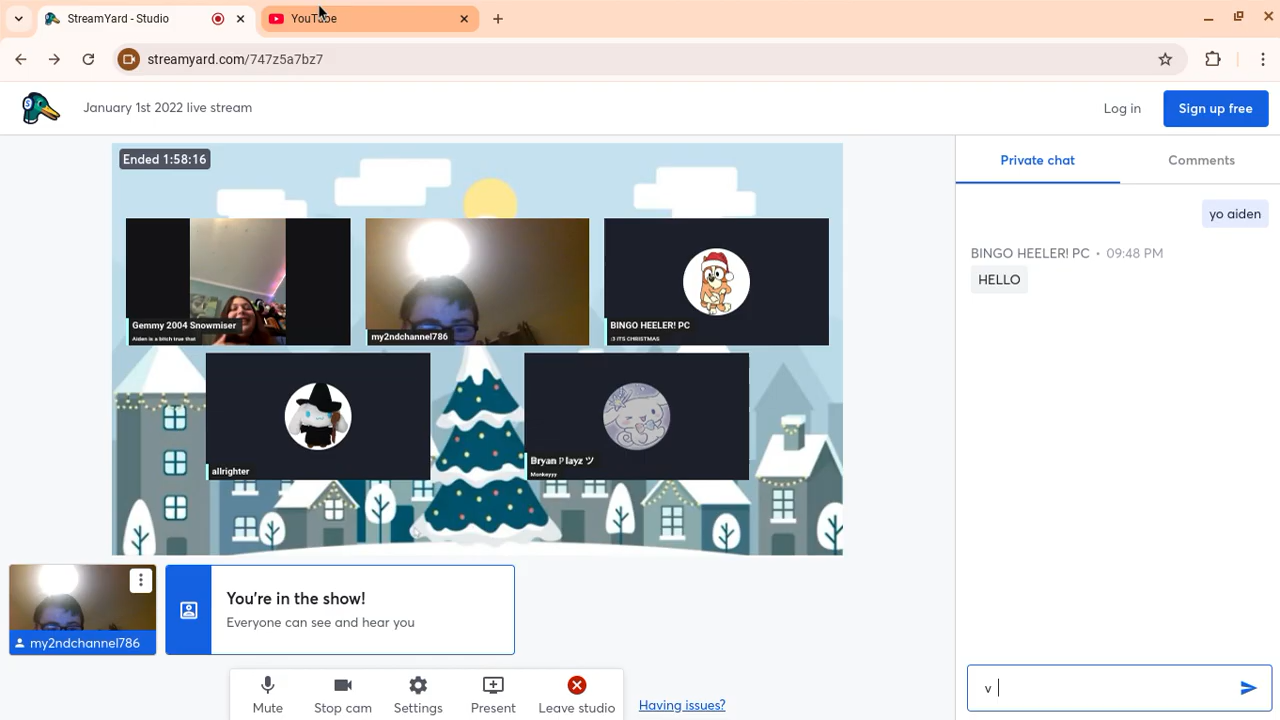 StreamYard - Studio
YouTube
streamyard.com/747z5a7bz7
January 1st 2022 live stream
Log in
Sign up free
Ended 1:58:16
Private chat
Comments
yo aiden
BINGO HEELER! PC • 09:48 PM
HELLO
Gemmy 2004 Snowmiser
Aiden is a bitch true that
my2ndchannel786
BINGO HEELER! PC
:3 ITS CHRISTMAS
allrighter
Bryan P layz ツ
Monkeyyy
my2ndchannel786
You're in the show!
Everyone can see and hear you
v
Mute
Stop cam
Settings
Present
Leave studio
Having issues?